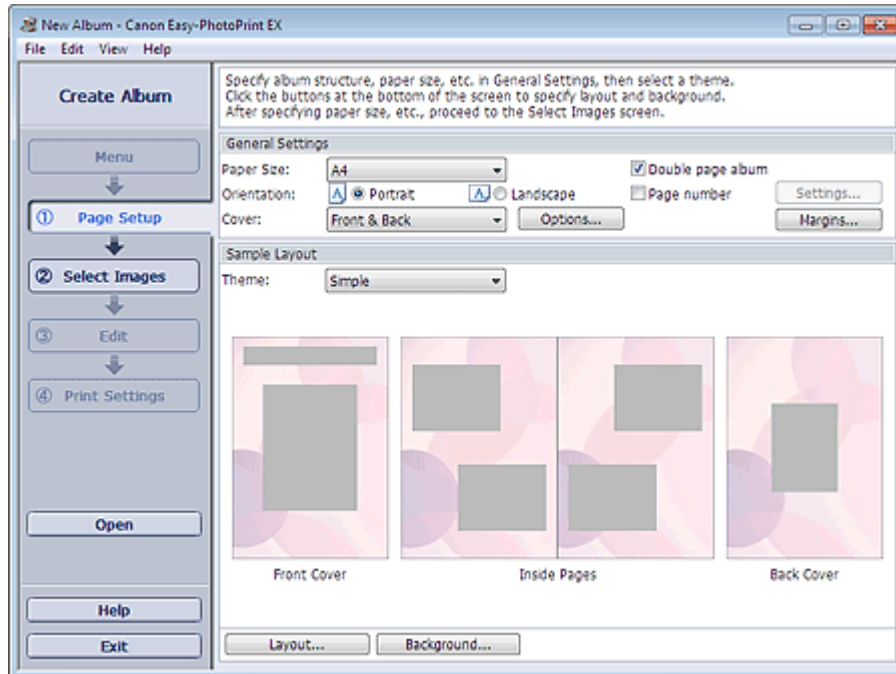 New Album - Canon Easy-PhotoPrint EX
File Edit View Help
Create Album
Menu
① Page Setup
② Select Images
③ Edit
④ Print Settings
Open
Help
Exit
Specify album structure, paper size, etc. in General Settings, then select a theme.
Click the buttons at the bottom of the screen to specify layout and background.
After specifying paper size, etc., proceed to the Select Images screen.
General Settings
Paper Size: A4 Double page album
Orientation: A Portrait A Landscape Page number Settings...
Cover: Front & Back Options... Margins...
Sample Layout
Theme: Simple
Front Cover Inside Pages Back Cover
Layout... Background...